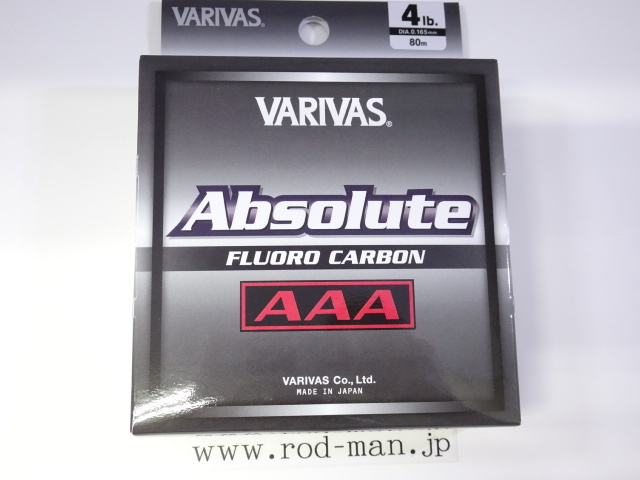 VARIVAS®
4lb.
DIA.0.165mm
80m
VARIVAS®
Absolute
FLUORO CARBON
AAA
VARIVAS Co., Ltd.
MADE IN JAPAN
www.rod-man.jp